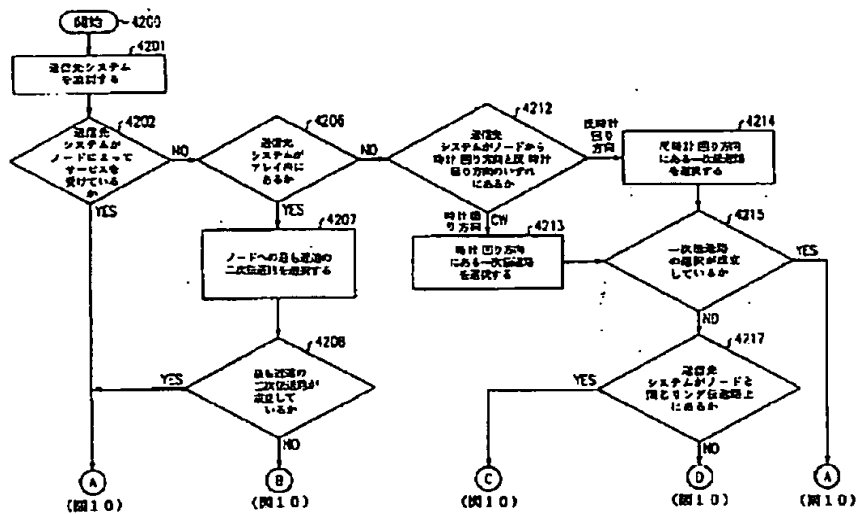 開始
4200
4201
送信先システム
を識別する
4202
送信先
システムが
ノードによって
サービスを
受けているか
か
YES
NO
4206
送信先
システムが
アレイ内に
あるか
YES
NO
4207
ノードへの最も近道の
二次伝送路を選択する
4208
最も近道の
二次伝送路が
成立して
いるか
YES
NO
4212
送信先
システムがノードから
時計回り方向と反時計
回り方向のいずれ
にあるか
時計回
り方向
CW
反時計
回り
方向
4213
時計回り方向
にある一次伝送路
を選択する
4214
反時計回り方向
にある一次伝送路
を選択する
4215
一次伝送路
の選択が成立
しているか
YES
NO
4217
送信先
システムがノードと
同じリング伝送路上
にあるか
YES
NO
A
(図10)
B
(図10)
C
(図10)
D
(図10)
A
(図10)